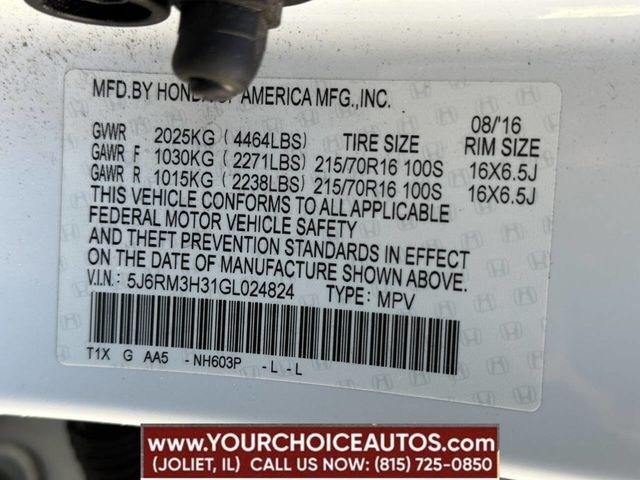 MFD.BY HONDA OF AMERICA MFG.,INC.
08/'16
GVWR 2025KG (4464LBS) TIRE SIZE RIM SIZE
GAWR F 1030KG (2271LBS) 215/70R16 100S 16X6.5J
GAWR R 1015KG (2238LBS) 215/70R16 100S 16X6.5J
THIS VEHICLE CONFORMS TO ALL APPLICABLE
FEDERAL MOTOR VEHICLE SAFETY
AND THEFT PREVENTION STANDARDS IN EFFECT
ON THE DATE OF MANUFACTURE SHOWN ABOVE.
V.I.N.: 5J6RM3H31GL024824 TYPE: MPV
T1X G AA5 -NH603P -L -L
WWW.YOURCHOICEAUTOS.COM
(JOLIET, IL) CALL US NOW: (815) 725-0850